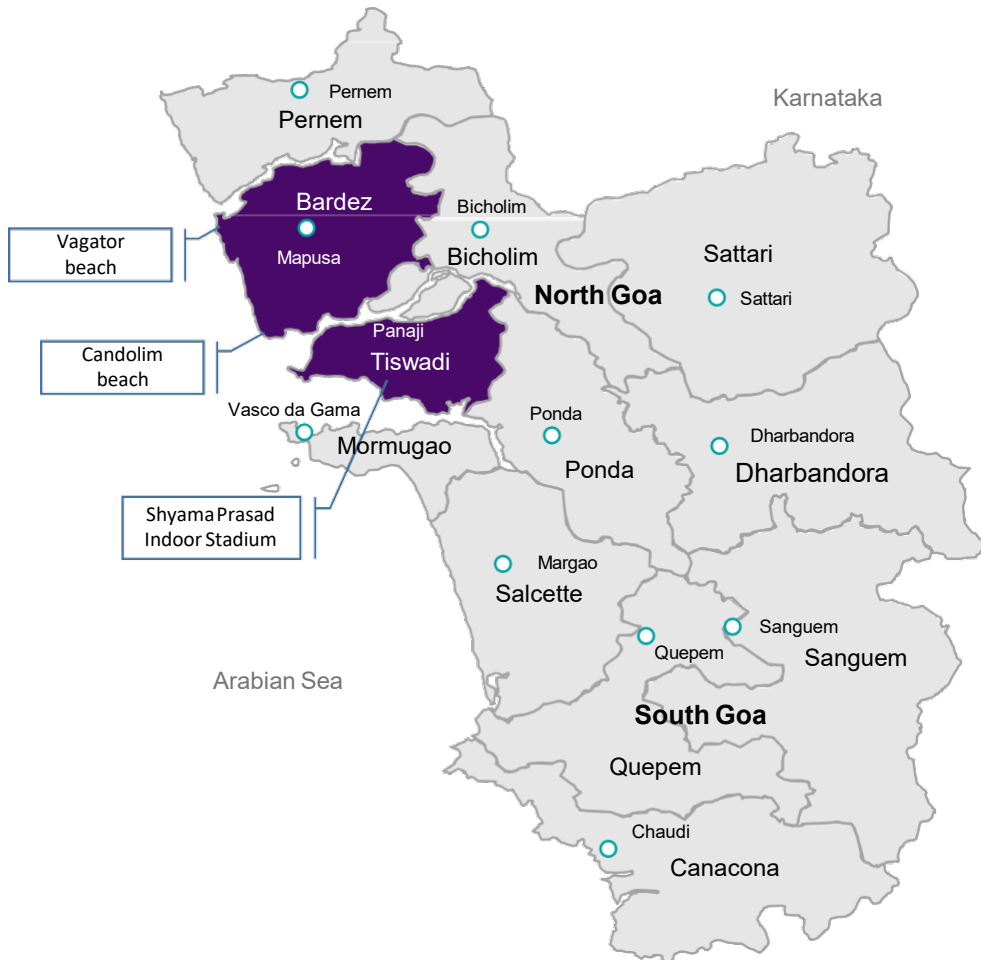 Karnataka
Pernem
Pernem
Bardez
Mapusa
Bicholim
Bicholim
Vagator
beach
Sattari
Sattari
North Goa
Panaji
Tiswadi
Candolim
beach
Vasco da Gama
Mormugao
Ponda
Ponda
Dharbandora
Dharbandora
Shyama Prasad
Indoor Stadium
Margao
Salcette
Quepem
Sanguem
Sanguem
Arabian Sea
South Goa
Quepem
Chaudi
Canacona